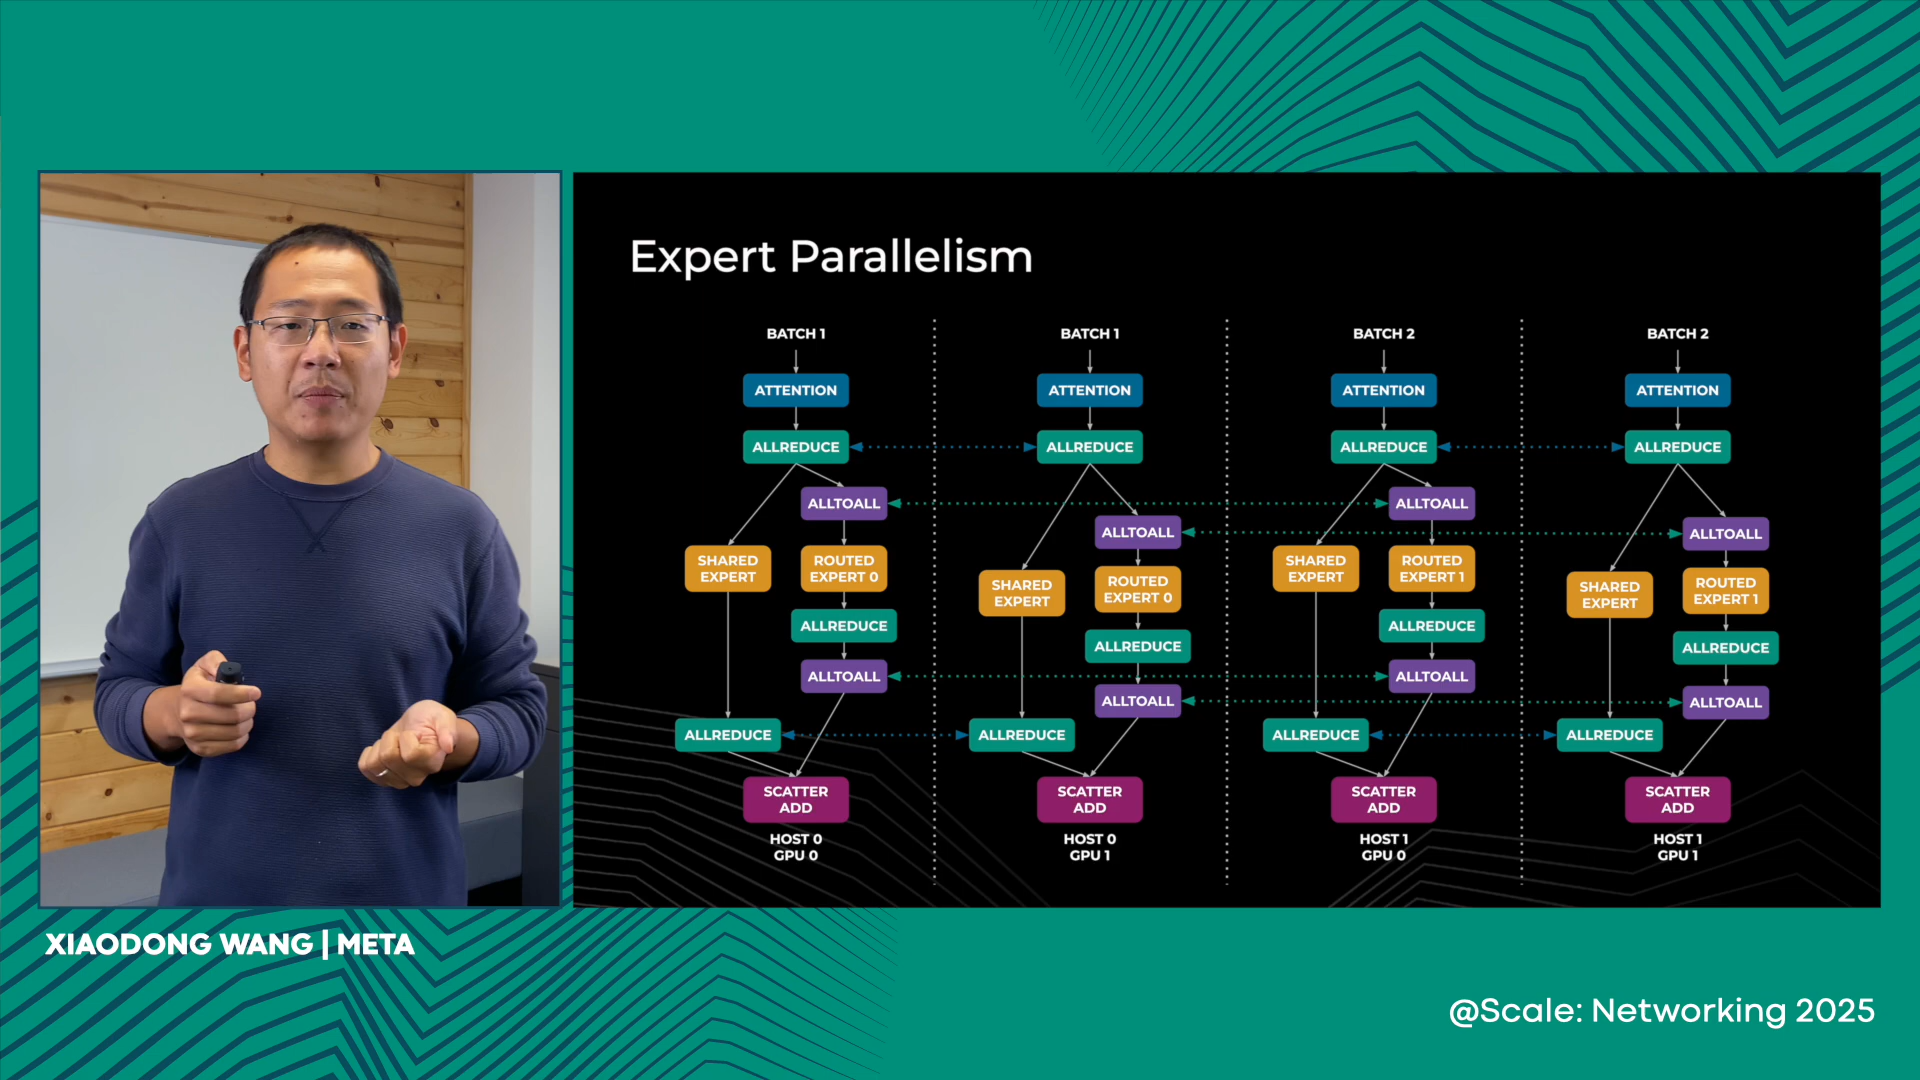 Expert Parallelism
BATCH 1
ATTENTION
ALLREDUCE
ALLTOALL
SHARED
EXPERT
ROUTED
EXPERT 0
ALLREDUCE
ALLTOALL
ALLREDUCE
SCATTER
ADD
HOST 0
GPU 0
BATCH 1
ATTENTION
ALLREDUCE
ALLTOALL
SHARED
EXPERT
ROUTED
EXPERT 0
ALLREDUCE
ALLTOALL
ALLREDUCE
SCATTER
ADD
HOST 0
GPU 1
BATCH 2
ATTENTION
ALLREDUCE
ALLTOALL
SHARED
EXPERT
ROUTED
EXPERT 1
ALLREDUCE
ALLTOALL
ALLREDUCE
SCATTER
ADD
HOST 1
GPU 0
BATCH 2
ATTENTION
ALLREDUCE
ALLTOALL
SHARED
EXPERT
ROUTED
EXPERT 1
ALLREDUCE
ALLTOALL
ALLREDUCE
SCATTER
ADD
HOST 1
GPU 1
XIAODONG WANG | META
@Scale: Networking 2025